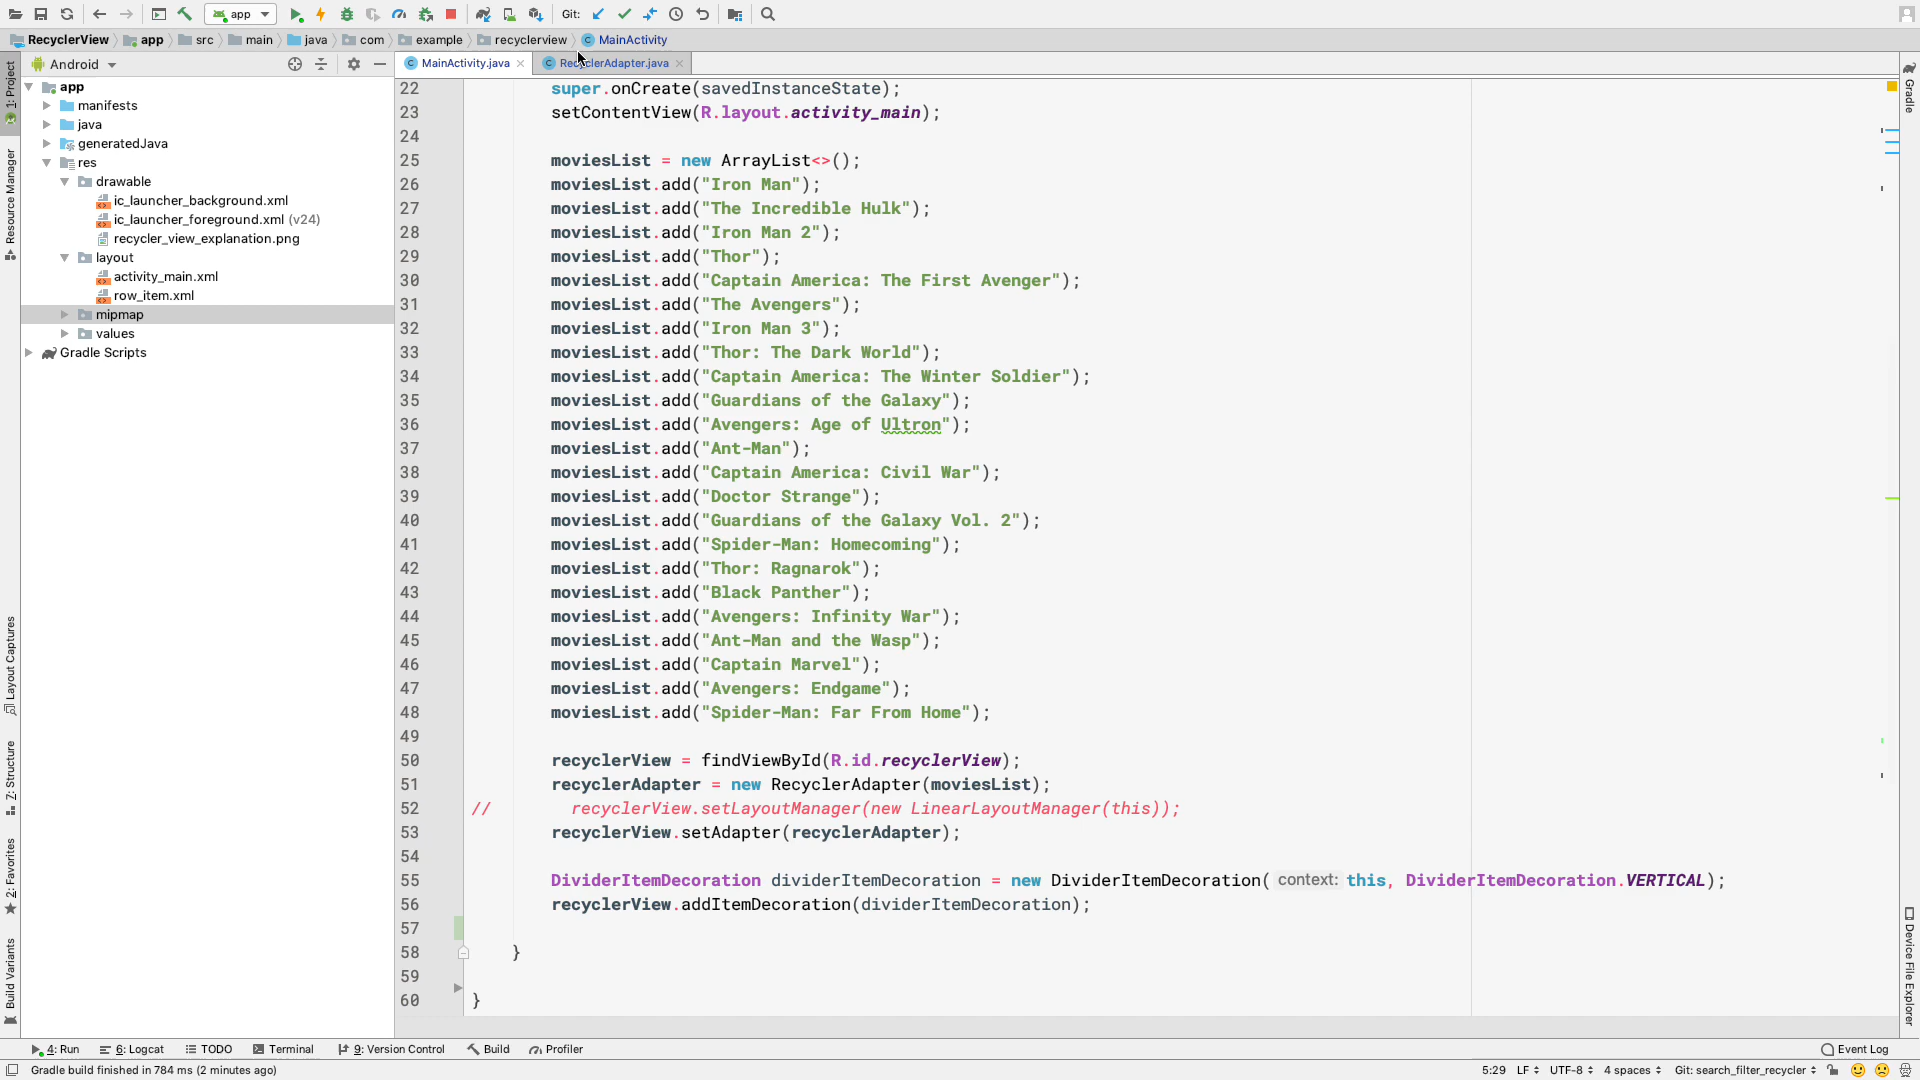 app
Git:
RecyclerView app src main java com example recyclerview MainActivity
Android
MainActivity.java
RecyclerAdapter.java
1: Project
Resource Manager
Layout Captures
Z: Structure
2: Favorites
Build Variants
app
manifests
java
generatedJava
res
drawable
ic_launcher_background.xml
ic_launcher_foreground.xml (v24)
recycler_view_explanation.png
layout
activity_main.xml
row_item.xml
mipmap
values
Gradle Scripts
22 super.onCreate(savedInstanceState);
23 setContentView(R.layout.activity_main);
24
25 moviesList = new ArrayList<>();
26 moviesList.add("Iron Man");
27 moviesList.add("The Incredible Hulk");
28 moviesList.add("Iron Man 2");
29 moviesList.add("Thor");
30 moviesList.add("Captain America: The First Avenger");
31 moviesList.add("The Avengers");
32 moviesList.add("Iron Man 3");
33 moviesList.add("Thor: The Dark World");
34 moviesList.add("Captain America: The Winter Soldier");
35 moviesList.add("Guardians of the Galaxy");
36 moviesList.add("Avengers: Age of Ultron");
37 moviesList.add("Ant-Man");
38 moviesList.add("Captain America: Civil War");
39 moviesList.add("Doctor Strange");
40 moviesList.add("Guardians of the Galaxy Vol. 2");
41 moviesList.add("Spider-Man: Homecoming");
42 moviesList.add("Thor: Ragnarok");
43 moviesList.add("Black Panther");
44 moviesList.add("Avengers: Infinity War");
45 moviesList.add("Ant-Man and the Wasp");
46 moviesList.add("Captain Marvel");
47 moviesList.add("Avengers: Endgame");
48 moviesList.add("Spider-Man: Far From Home");
49
50 recyclerView = findViewById(R.id.recyclerView);
51 recyclerAdapter = new RecyclerAdapter(moviesList);
52 // recyclerView.setLayoutManager(new LinearLayoutManager(this));
53 recyclerView.setAdapter(recyclerAdapter);
54
55 DividerItemDecoration dividerItemDecoration = new DividerItemDecoration( context: this, DividerItemDecoration.VERTICAL);
56 recyclerView.addItemDecoration(dividerItemDecoration);
57
58 }
59
60 }
Gradle
Device File Explorer
4: Run 6: Logcat TODO Terminal 9: Version Control Build Profiler Event Log
Gradle build finished in 784 ms (2 minutes ago) 5:29 LF UTF-8 4 spaces Git: search_filter_recycler